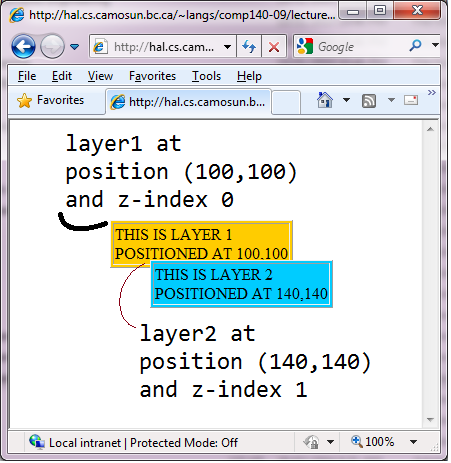 http://hal.cs.camosun.bc.ca/~langs/comp140-09/lecture...
http://hal.cs.c
Google
File Edit View Favorites Tools Help
Favorites http://hal.cs.camosun.b...
layer1 at
position (100,100)
and z-index 0
THIS IS LAYER 1
POSITIONED AT 100,100
THIS IS LAYER 2
POSITIONED AT 140,140
layer2 at
position (140,140)
and z-index 1
Local intranet | Protected Mode: Off 100%